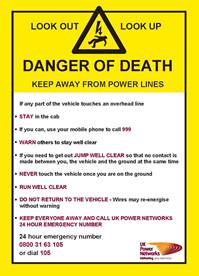 LOOK OUT LOOK UP
DANGER OF DEATH
KEEP AWAY FROM POWER LINES
If any part of the vehicle touches an overhead line
• STAY in the cab
• If you can, use your mobile phone to call 999
• WARN others to stay well clear
• If you need to get out JUMP WELL CLEAR so that no contact is
made between you, the vehicle and the ground at the same time
• NEVER touch the vehicle once you are on the ground
• RUN WELL CLEAR
• DO NOT RETURN TO THE VEHICLE - Wires may re-energise
without warning
• KEEP EVERYONE AWAY AND CALL UK POWER NETWORKS
24 HOUR EMERGENCY NUMBER
24 hour emergency number
0800 31 63 105
or dial 105
UK
Power
Networks